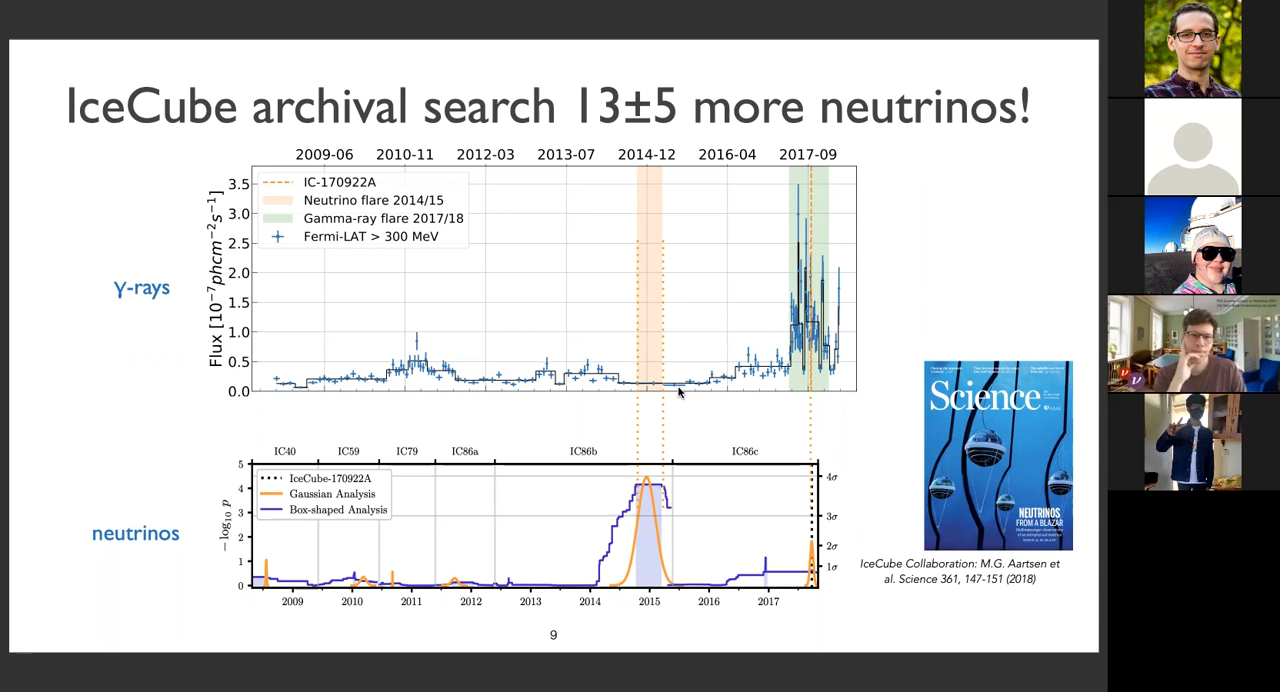 IceCube archival search 13±5 more neutrinos!
2009-06 2010-11 2012-03 2013-07 2014-12 2016-04 2017-09
Flux [10⁻⁷phcm⁻²s⁻¹]
3.5
3.0
2.5
2.0
1.5
1.0
0.5
0.0
IC-170922A
Neutrino flare 2014/15
Gamma-ray flare 2017/18
Fermi-LAT > 300 MeV
γ-rays
IC40 IC59 IC79 IC86a IC86b IC86c
− log₁₀ p
5
4
3
2
1
0
IceCube-170922A
Gaussian Analysis
Box-shaped Analysis
4σ
3σ
2σ
1σ
2009 2010 2011 2012 2013 2014 2015 2016 2017
neutrinos
Science
AAAS
NEUTRINOS
FROM A BLAZAR
IceCube Collaboration: M.G. Aartsen et
al. Science 361, 147-151 (2018)
9